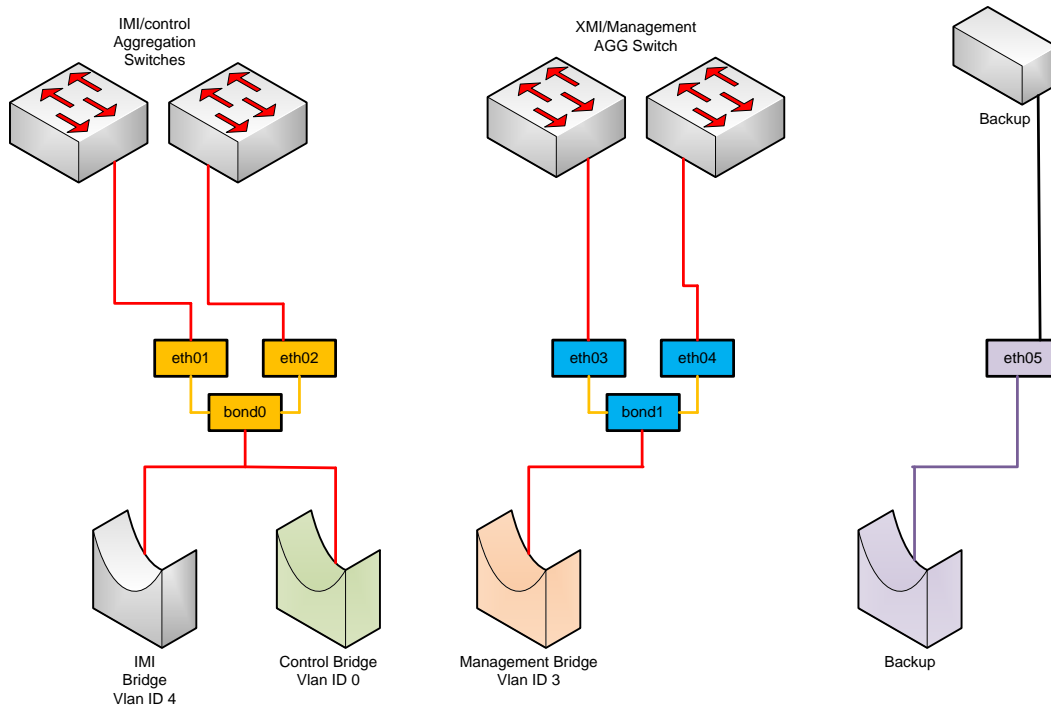 IMI/control
Aggregation
Switches
XMI/Management
AGG Switch
Backup
eth01
eth02
bond0
eth03
eth04
bond1
eth05
IMI
Bridge
Vlan ID 4
Control Bridge
Vlan ID 0
Management Bridge
Vlan ID 3
Backup